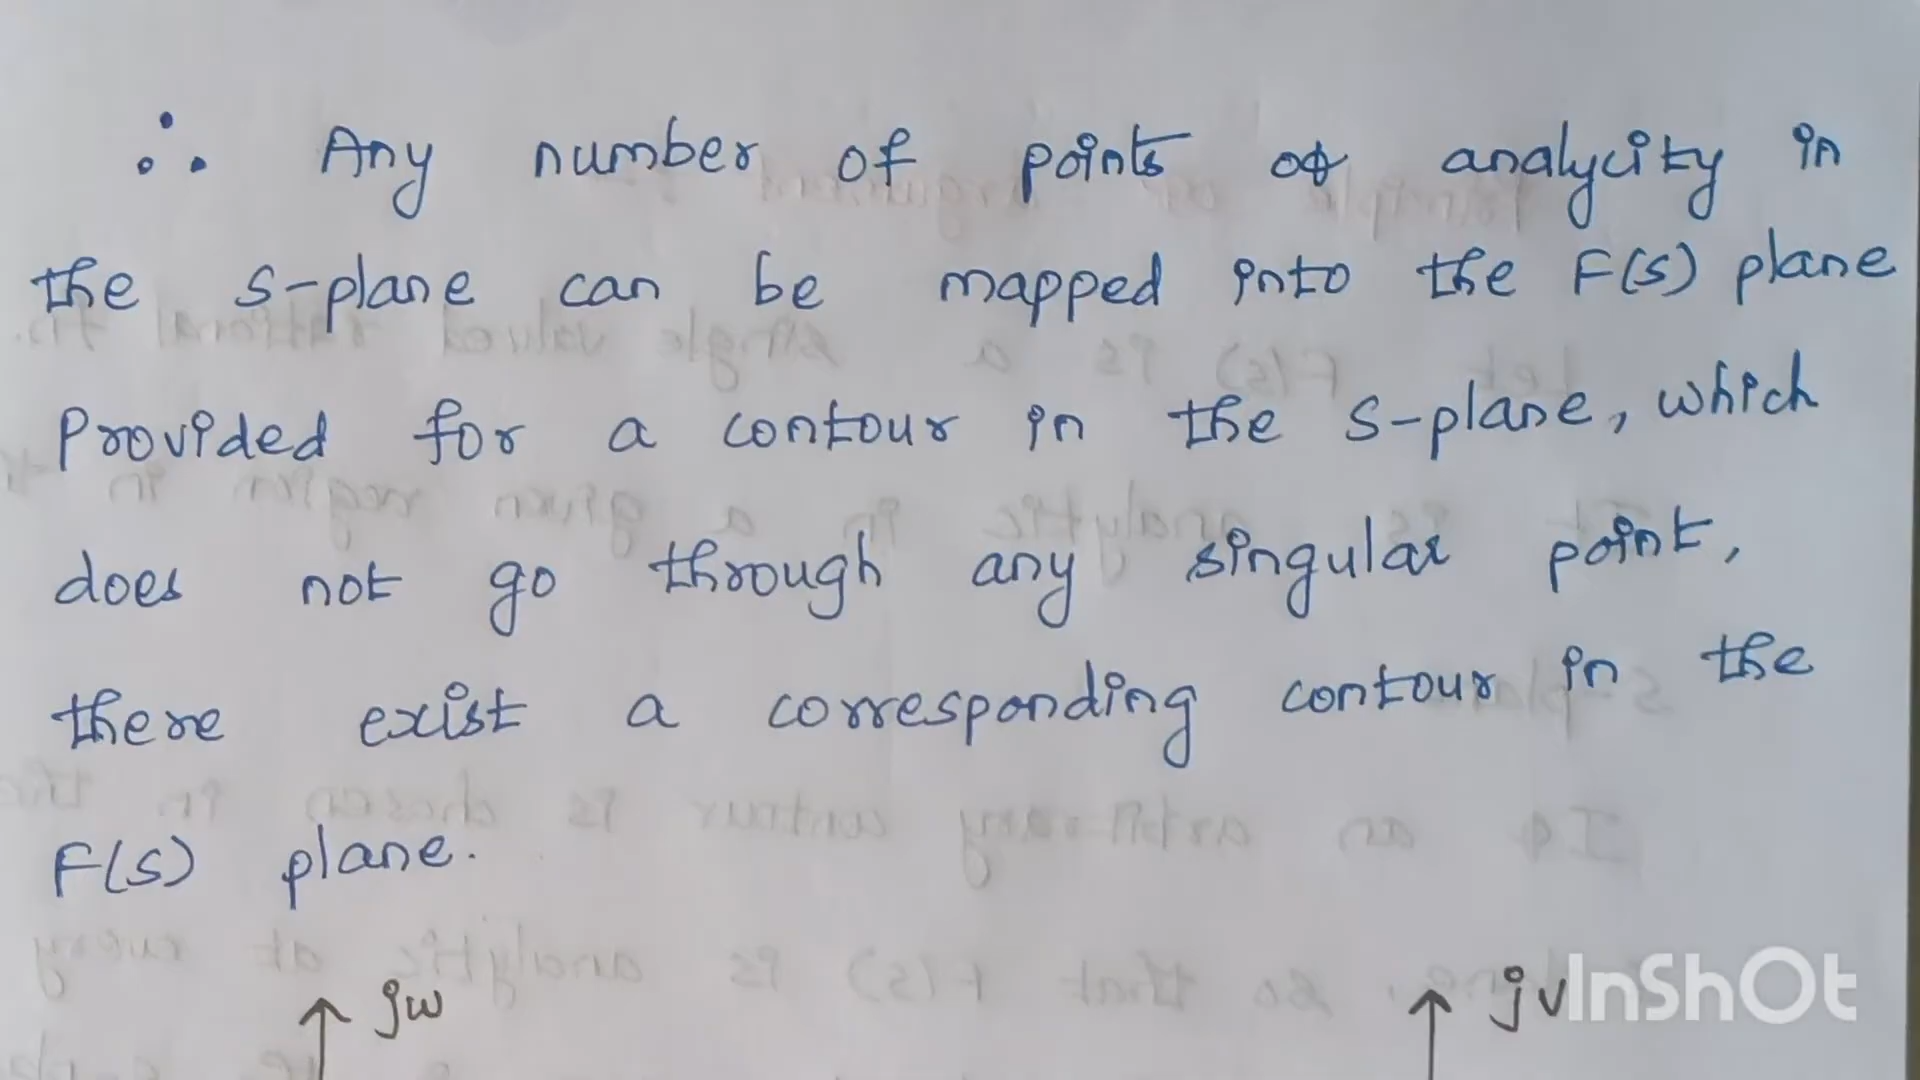 ∴ Any number of points of analycity in
the s-plane can be mapped into the F(s) plane
Provided for a contour in the s-plane, which
does not go through any singular point,
there exist a corresponding contour in the
F(s) plane.
jω
jv
InShOt